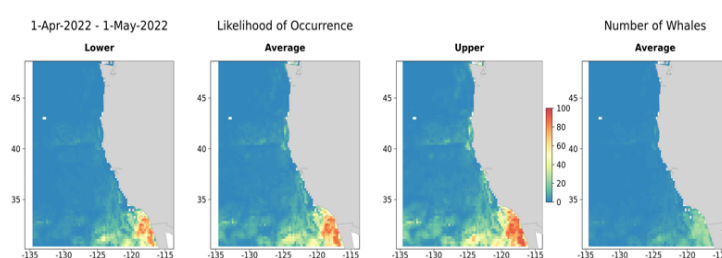 1-Apr-2022 - 1-May-2022 Likelihood of Occurrence Number of Whales
Lower Average Upper Average
45 45 45 100 45
80
40 40 40 60 40
40
35 35 35 20 35
0
-135 -130 -125 -120 -115 -135 -130 -125 -120 -115 -135 -130 -125 -120 -115 -135 -130 -125 -120 -11